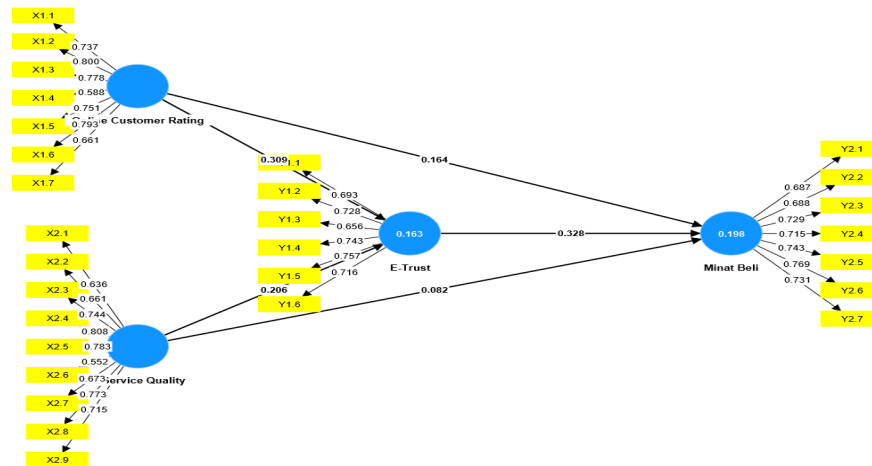 X1.1
X1.2
X1.3
X1.4
X1.5
X1.6
X1.7
0.737
0.800
0.778
0.588
0.751
0.793
0.661
Customer Rating
0.309
0.164
Y1.2
Y1.3
Y1.4
Y1.5
Y1.6
0.693
0.728
0.656
0.743
0.757
0.716
0.163
E-Trust
0.328
0.206
0.082
0.198
Minat Beli
Y2.1
Y2.2
Y2.3
Y2.4
Y2.5
Y2.6
Y2.7
0.687
0.688
0.729
0.715
0.743
0.769
0.731
X2.1
X2.2
X2.3
X2.4
X2.5
X2.6
X2.7
X2.8
X2.9
0.636
0.661
0.744
0.808
0.783
0.552
0.673
0.773
0.715
Service Quality